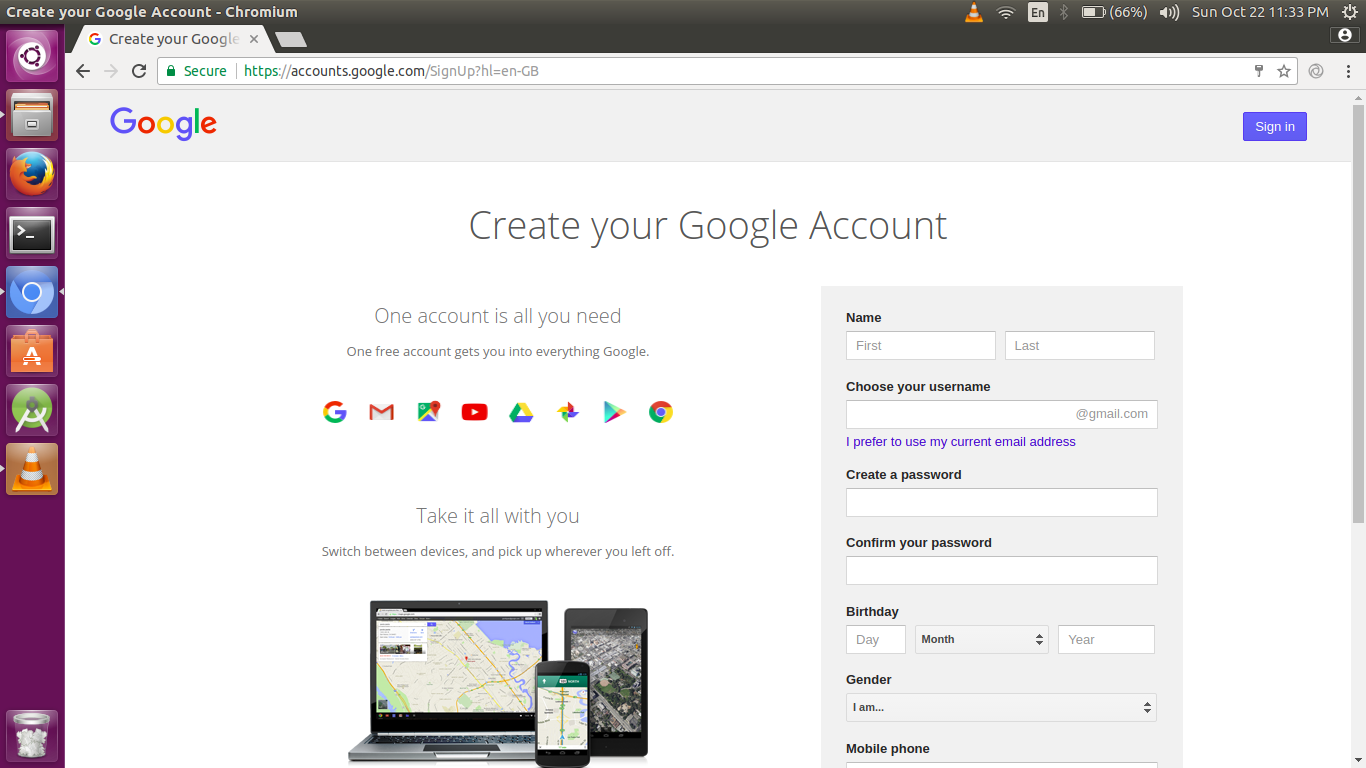 Create your Google Account - Chromium
En
(66%)
Sun Oct 22 11:33 PM
Create your Google
Secure
https://accounts.google.com/SignUp?hl=en-GB
Google
Sign in
Create your Google Account
One account is all you need
One free account gets you into everything Google.
Take it all with you
Switch between devices, and pick up wherever you left off.
Name
First
Last
Choose your username
@gmail.com
I prefer to use my current email address
Create a password
Confirm your password
Birthday
Day
Month
Year
Gender
I am...
Mobile phone